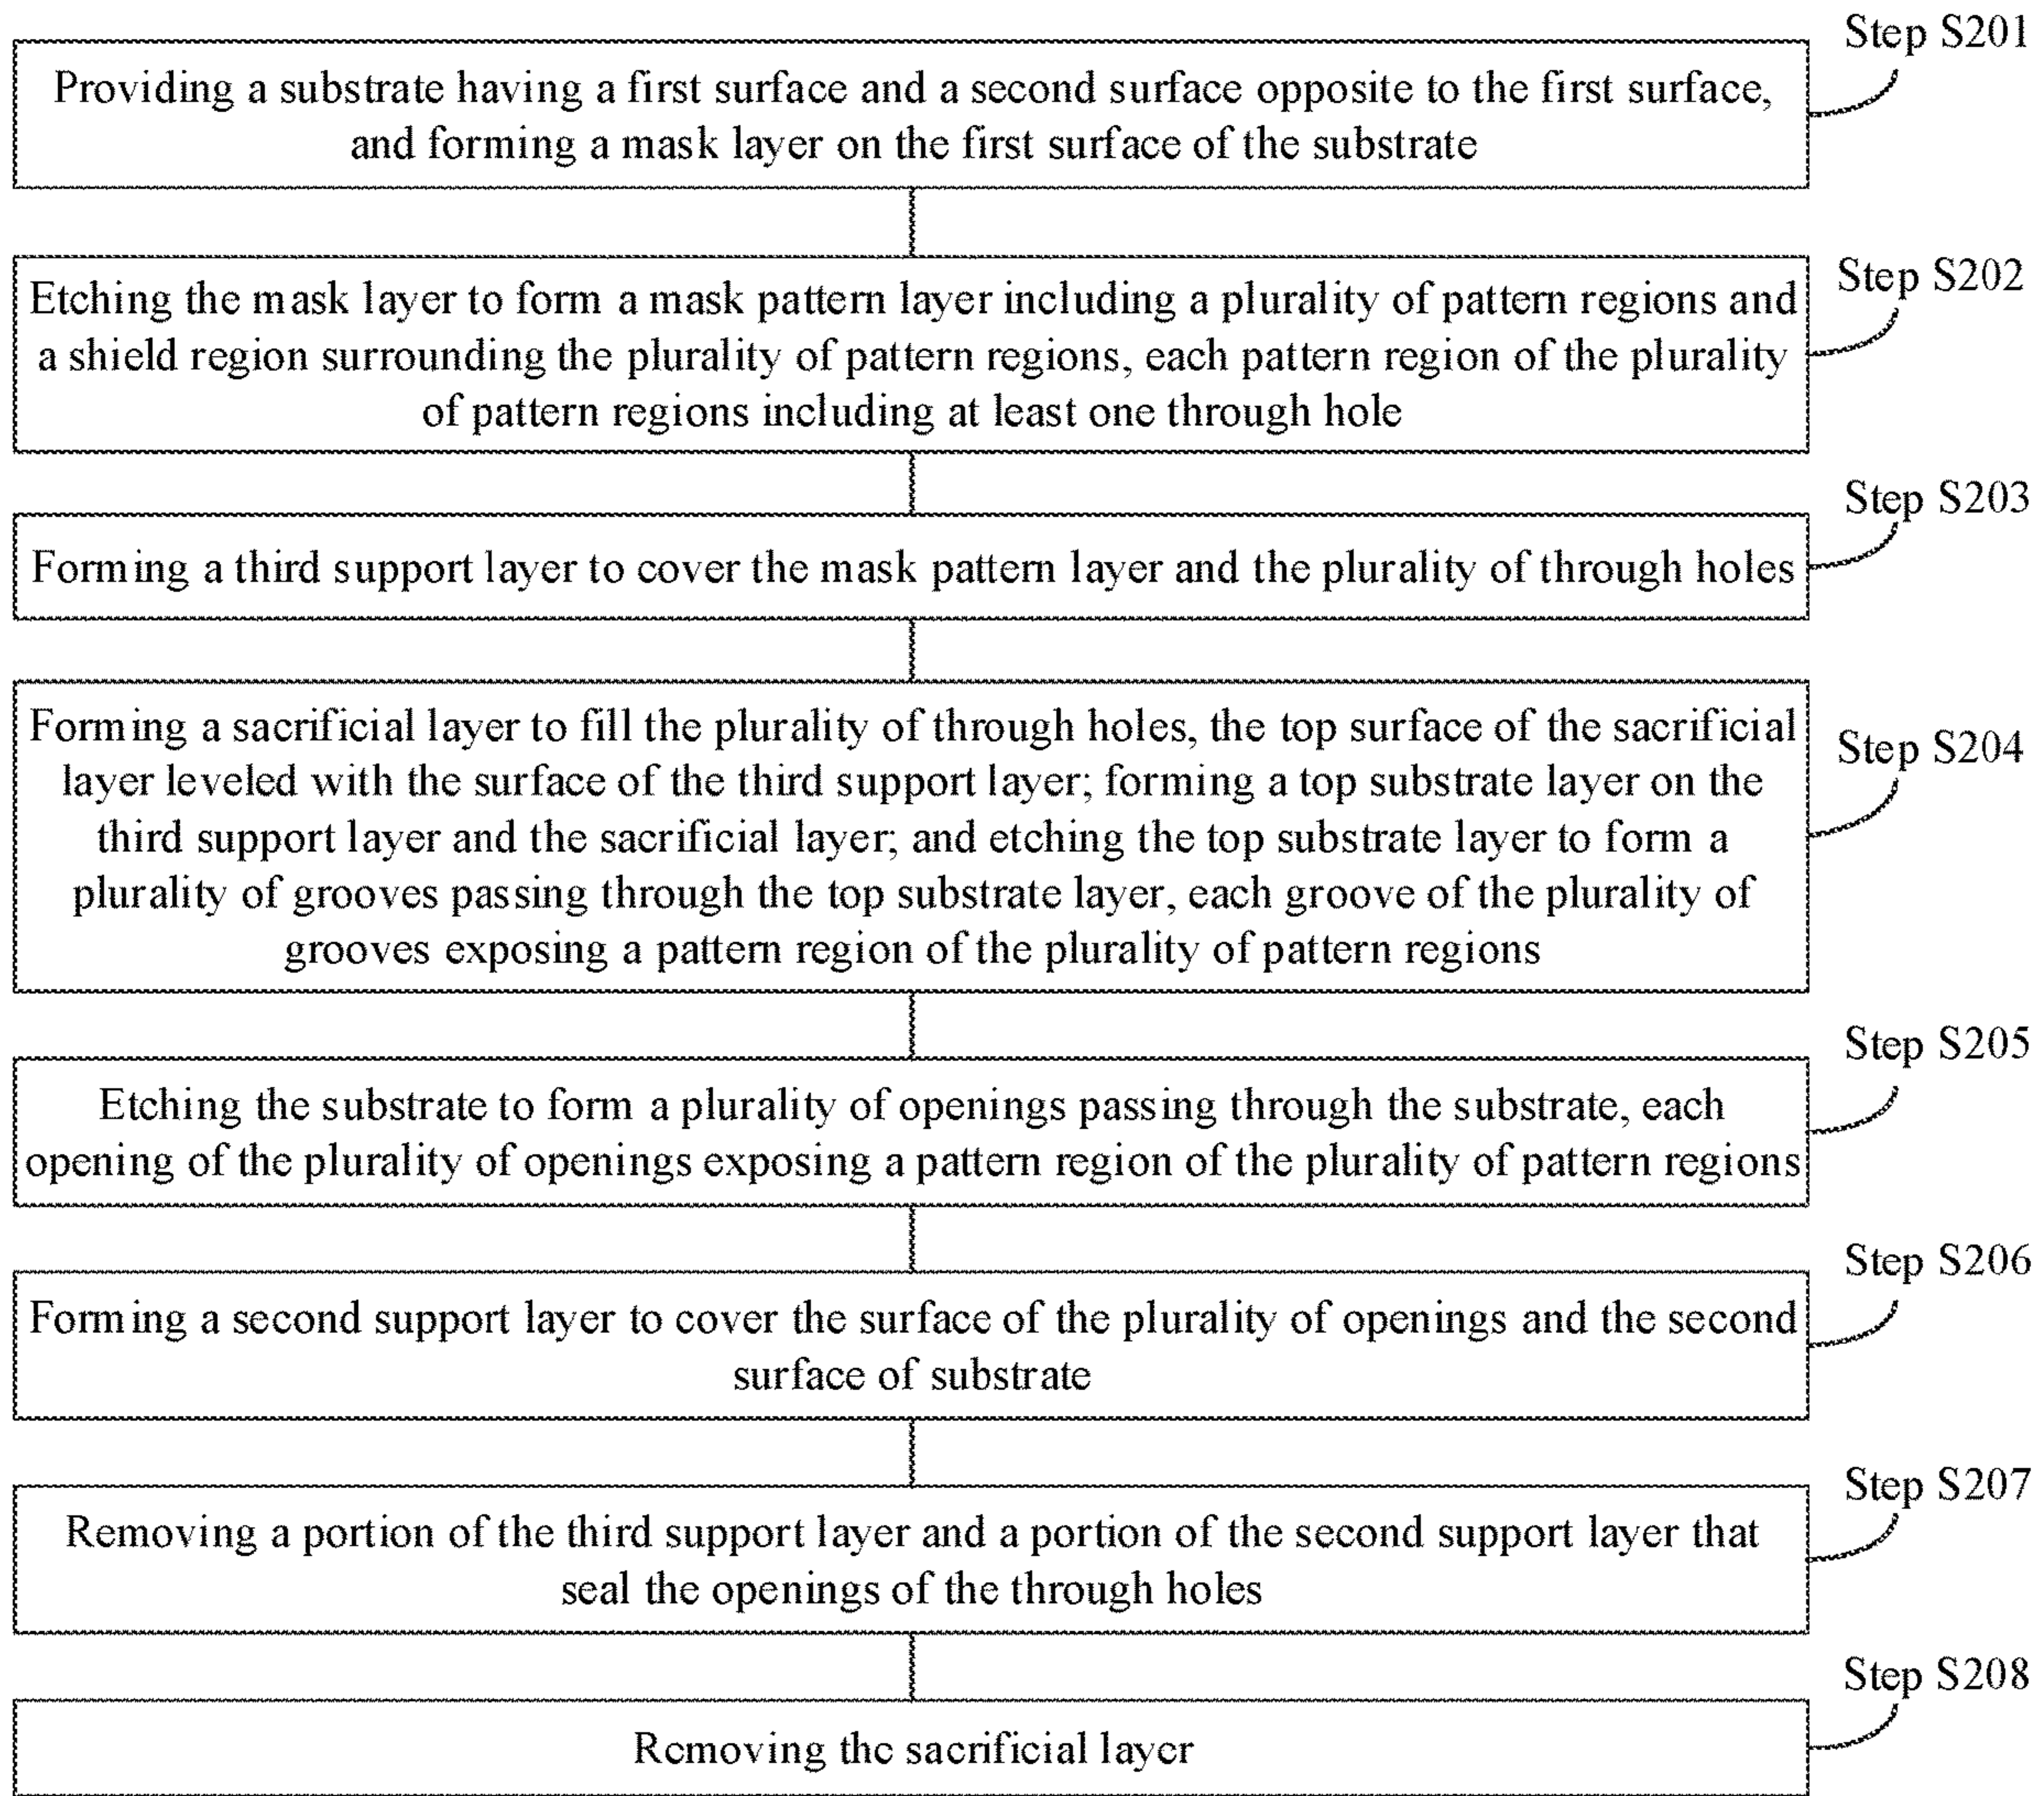 Step S201
Providing a substrate having a first surface and a second surface opposite to the first surface,
and forming a mask layer on the first surface of the substrate
Step S202
Etching the mask layer to form a mask pattern layer including a plurality of pattern regions and
a shield region surrounding the plurality of pattern regions, each pattern region of the plurality
of pattern regions including at least one through hole
Step S203
Forming a third support layer to cover the mask pattern layer and the plurality of through holes
Step S204
Forming a sacrificial layer to fill the plurality of through holes, the top surface of the sacrificial
layer leveled with the surface of the third support layer; forming a top substrate layer on the
third support layer and the sacrificial layer; and etching the top substrate layer to form a
plurality of grooves passing through the top substrate layer, each groove of the plurality of
grooves exposing a pattern region of the plurality of pattern regions
Step S205
Etching the substrate to form a plurality of openings passing through the substrate, each
opening of the plurality of openings exposing a pattern region of the plurality of pattern regions
Step S206
Forming a second support layer to cover the surface of the plurality of openings and the second
surface of substrate
Step S207
Removing a portion of the third support layer and a portion of the second support layer that
seal the openings of the through holes
Step S208
Removing the sacrificial layer